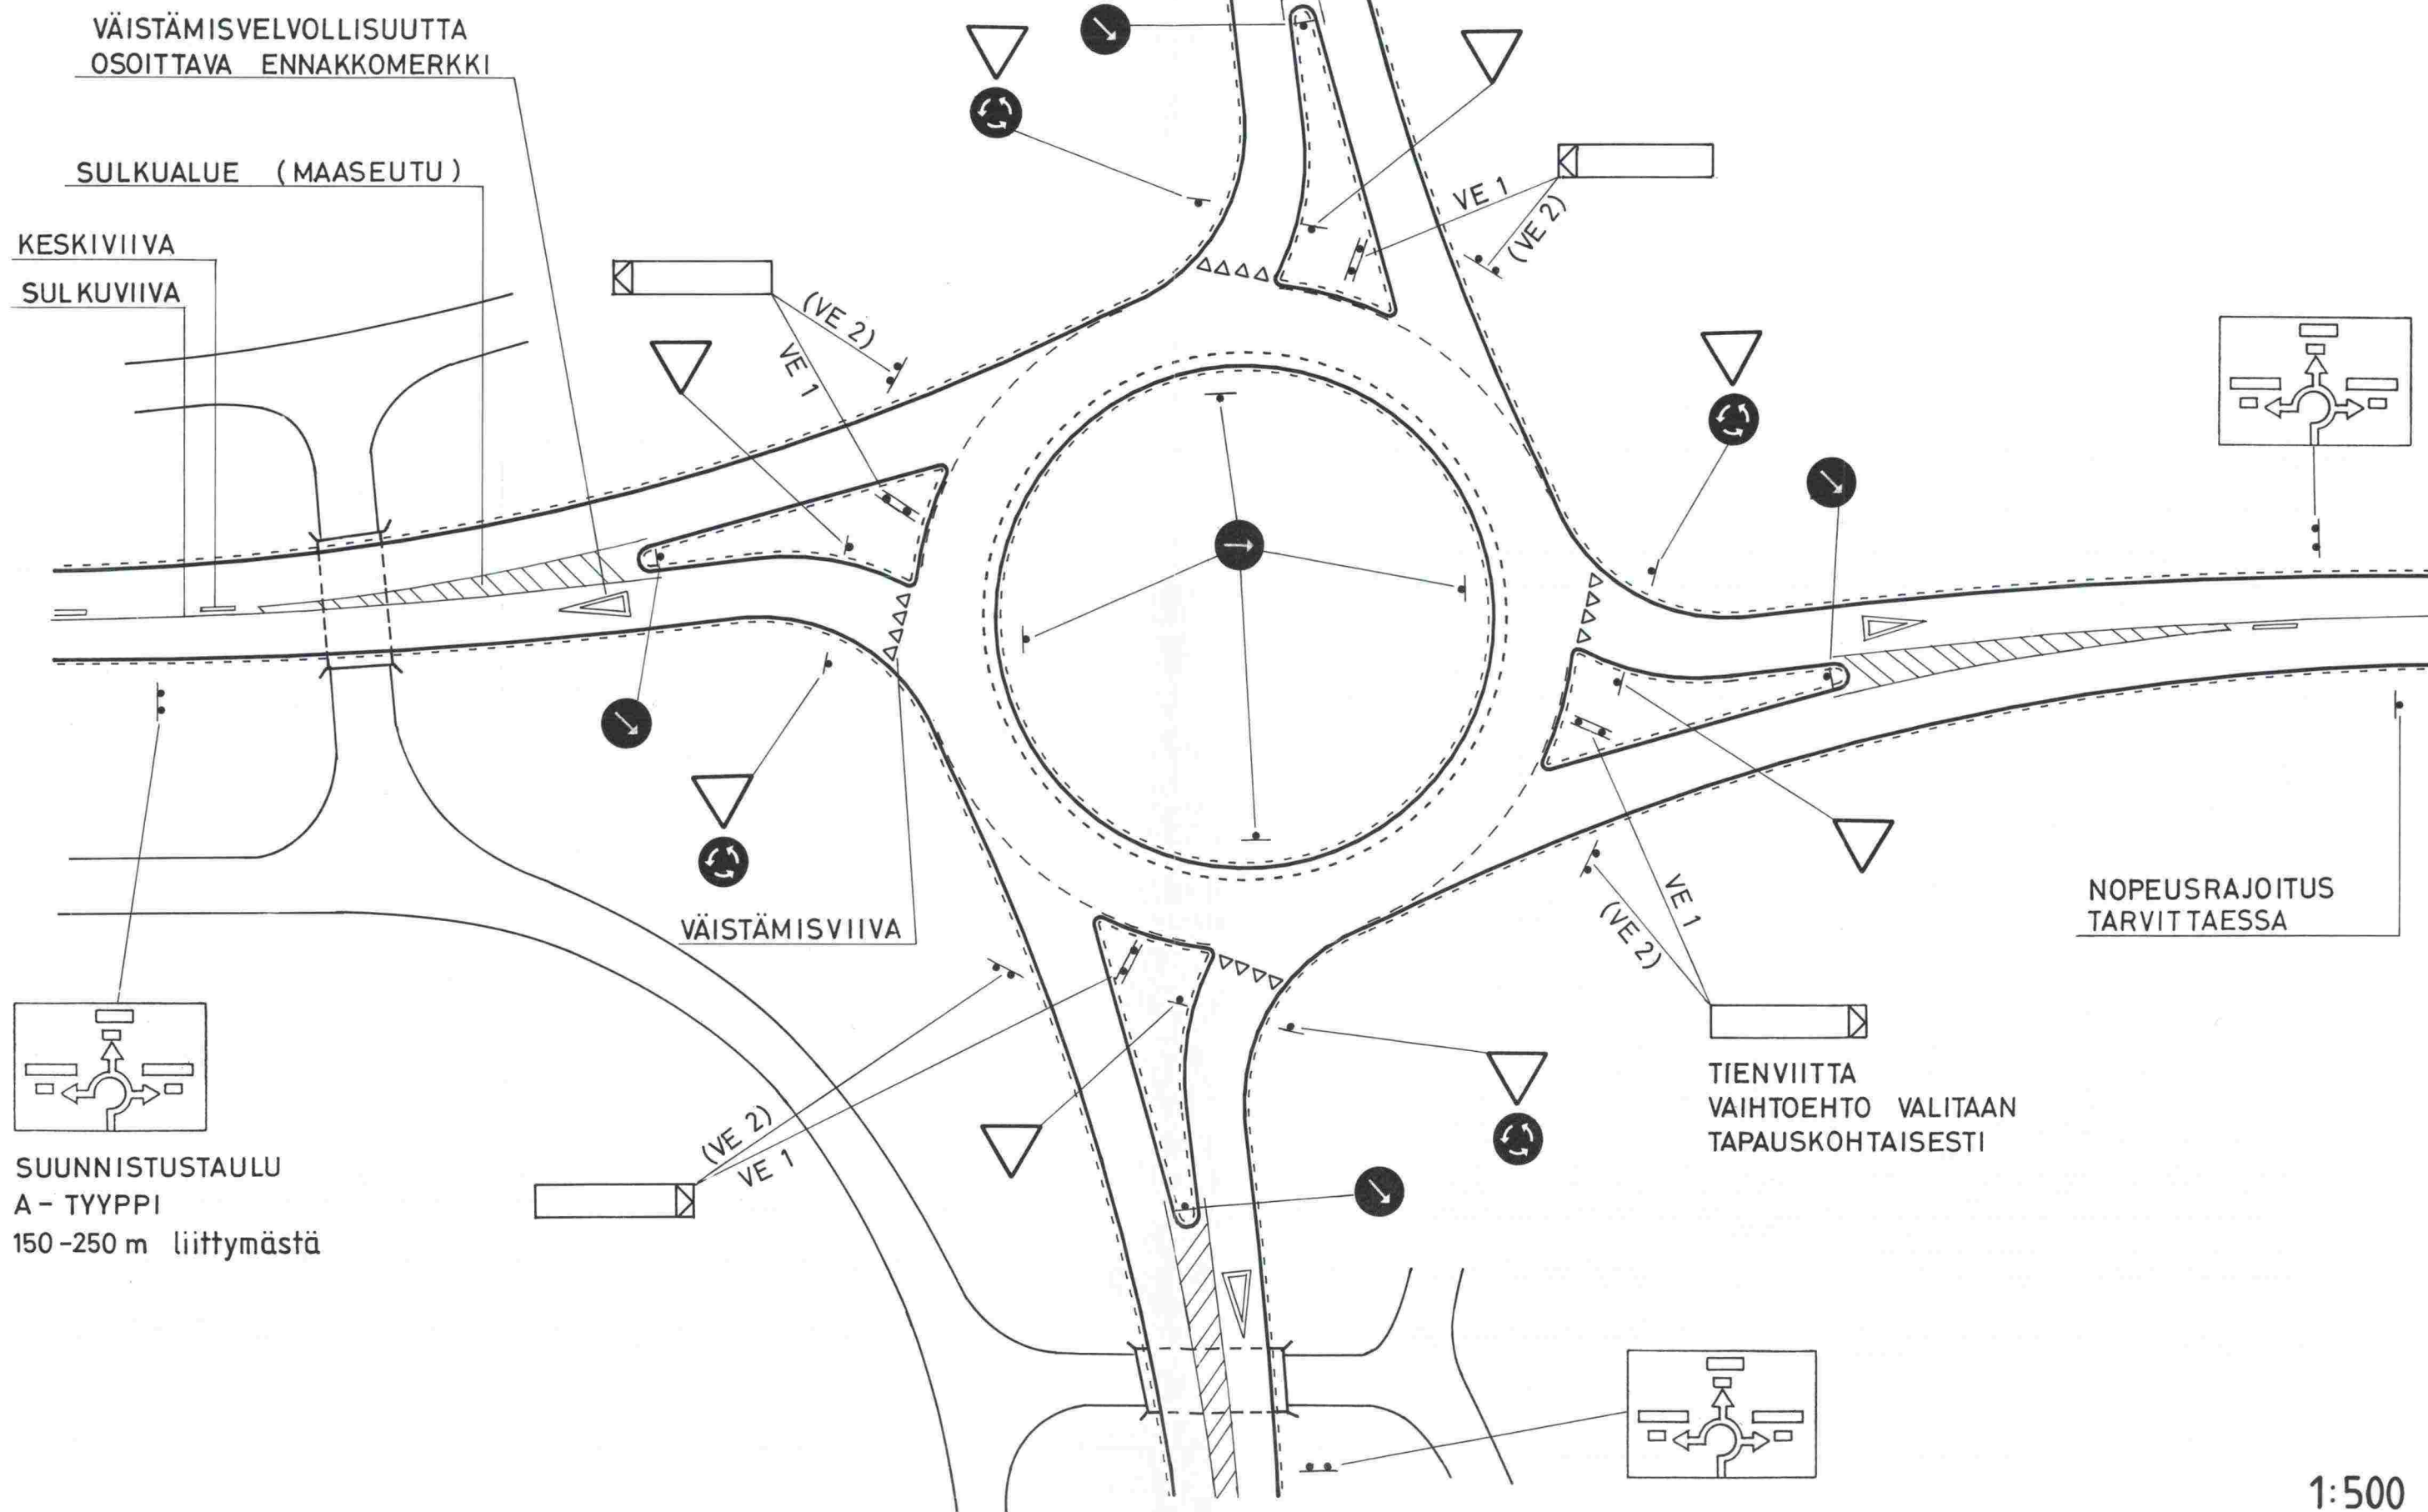 VÄISTÄMISVELVOLLISUUTTA
OSOITTAVA ENNAKKOMERKKI
SULKUALUE (MAASEUTU)
KESKIVIIVA
SULKUVIIVA
VE 1
(VE 2)
(VE 2)
VE 1
VÄISTÄMISVIIVA
NOPEUSRAJOITUS
TARVITTAESSA
VE 1
(VE 2)
TIENVIITTA
VAIHTOEHTO VALITAAN
TAPAUSKOHTAISESTI
(VE 2)
VE 1
SUUNNISTUSTAULU
A - TYYPPI
150-250 m liittymästä
1:500